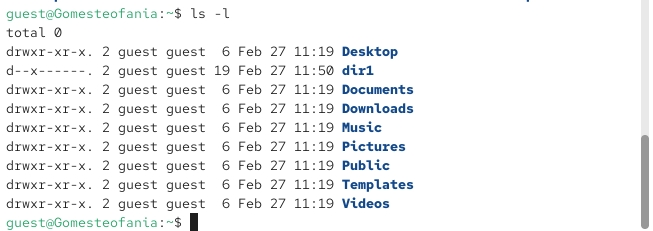 guest@Gomesteofania:~$ ls -l
total 0
drwxr-xr-x. 2 guest guest  6 Feb 27 11:19 Desktop
d--x------. 2 guest guest 19 Feb 27 11:50 dir1
drwxr-xr-x. 2 guest guest  6 Feb 27 11:19 Documents
drwxr-xr-x. 2 guest guest  6 Feb 27 11:19 Downloads
drwxr-xr-x. 2 guest guest  6 Feb 27 11:19 Music
drwxr-xr-x. 2 guest guest  6 Feb 27 11:19 Pictures
drwxr-xr-x. 2 guest guest  6 Feb 27 11:19 Public
drwxr-xr-x. 2 guest guest  6 Feb 27 11:19 Templates
drwxr-xr-x. 2 guest guest  6 Feb 27 11:19 Videos
guest@Gomesteofania:~$